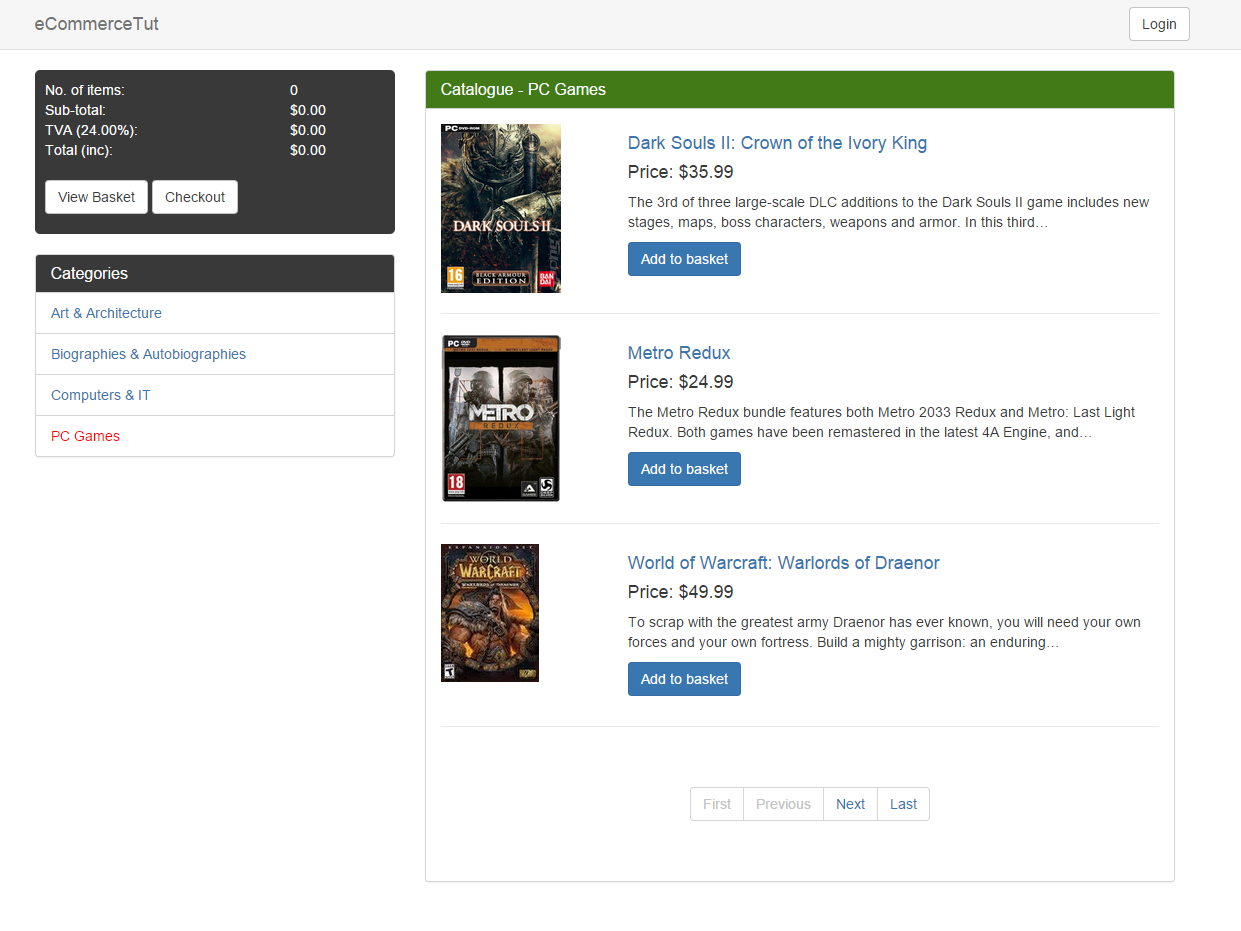 eCommerceTut
Login
No. of items: 0
Sub-total: $0.00
TVA (24.00%): $0.00
Total (inc): $0.00
View Basket Checkout
Categories
Art & Architecture
Biographies & Autobiographies
Computers & IT
PC Games
Catalogue - PC Games
PC DVD-ROM
DARK SOULS II
16
BLACK ARMOUR
EDITION
BAN
DAI
Dark Souls II: Crown of the Ivory King
Price: $35.99
The 3rd of three large-scale DLC additions to the Dark Souls II game includes new
stages, maps, boss characters, weapons and armor. In this third…
Add to basket
PC DVD
METRO
REDUX
18
Metro Redux
Price: $24.99
The Metro Redux bundle features both Metro 2033 Redux and Metro: Last Light
Redux. Both games have been remastered in the latest 4A Engine, and…
Add to basket
EXPANSION SET
WORLD
WARCRAFT
WARLORDS OF DRAENOR
World of Warcraft: Warlords of Draenor
Price: $49.99
To scrap with the greatest army Draenor has ever known, you will need your own
forces and your own fortress. Build a mighty garrison: an enduring…
Add to basket
First Previous Next Last